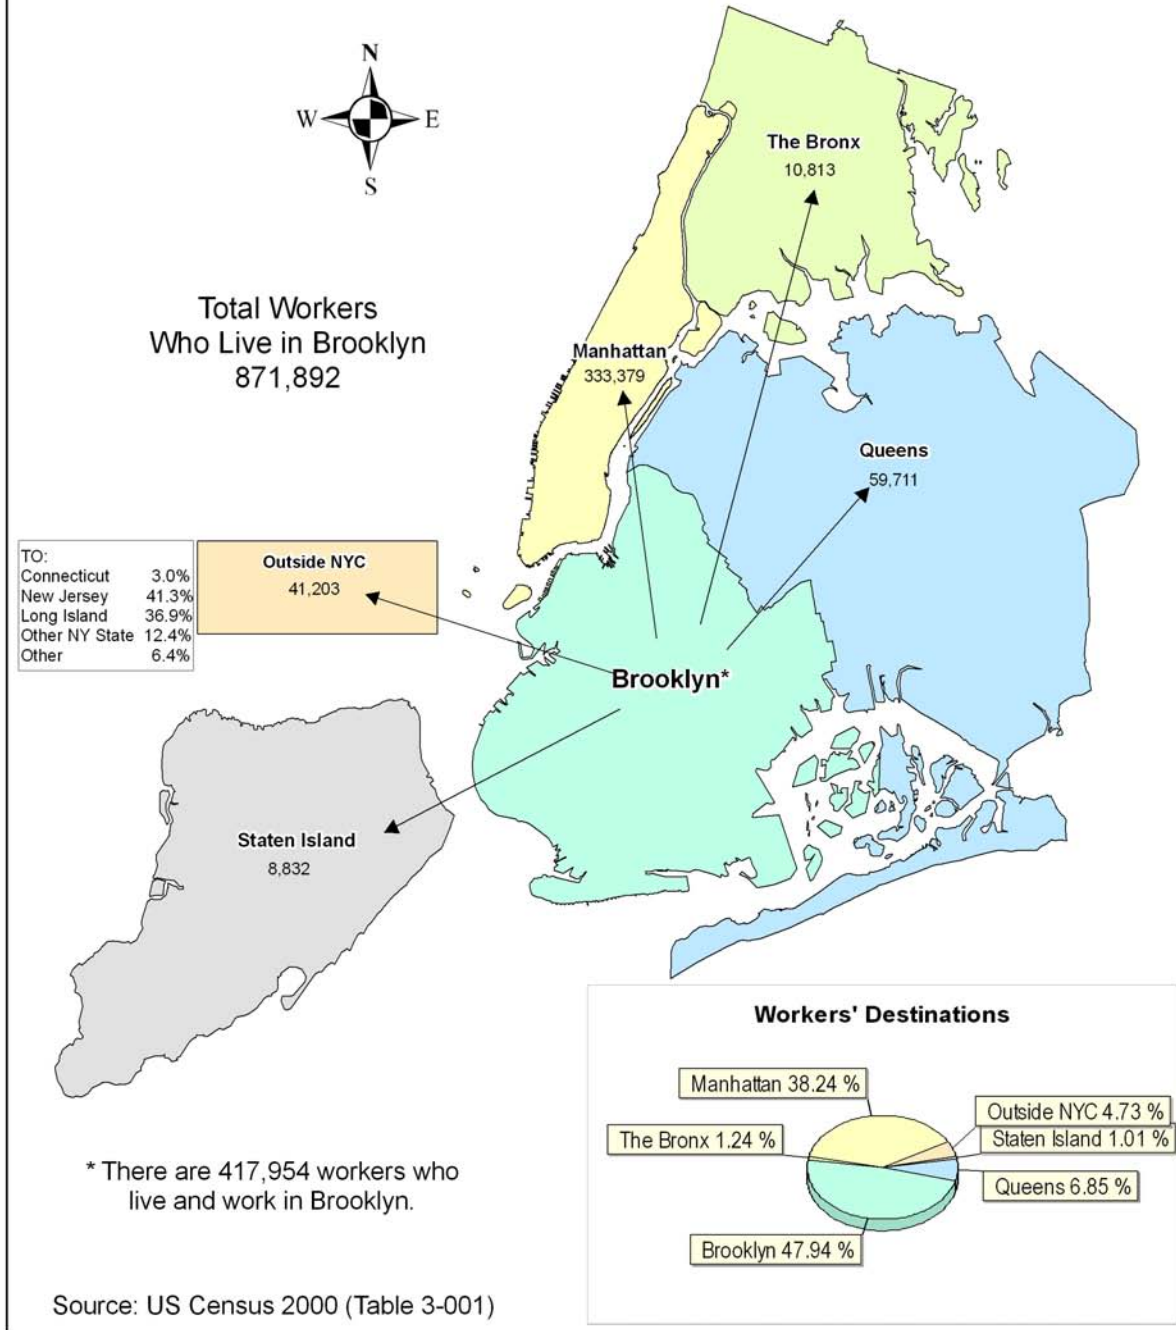 N
W
E
S
The Bronx
10,813
Total Workers
Who Live in Brooklyn
871,892
Manhattan
333,379
Queens
59,711
TO:
Connecticut 3.0%
New Jersey 41.3%
Long Island 36.9%
Other NY State 12.4%
Other 6.4%
Outside NYC
41,203
Brooklyn*
Staten Island
8,832
Workers' Destinations
Manhattan 38.24 %
Outside NYC 4.73 %
The Bronx 1.24 %
Staten Island 1.01 %
Queens 6.85 %
Brooklyn 47.94 %
* There are 417,954 workers who
live and work in Brooklyn.
Source: US Census 2000 (Table 3-001)